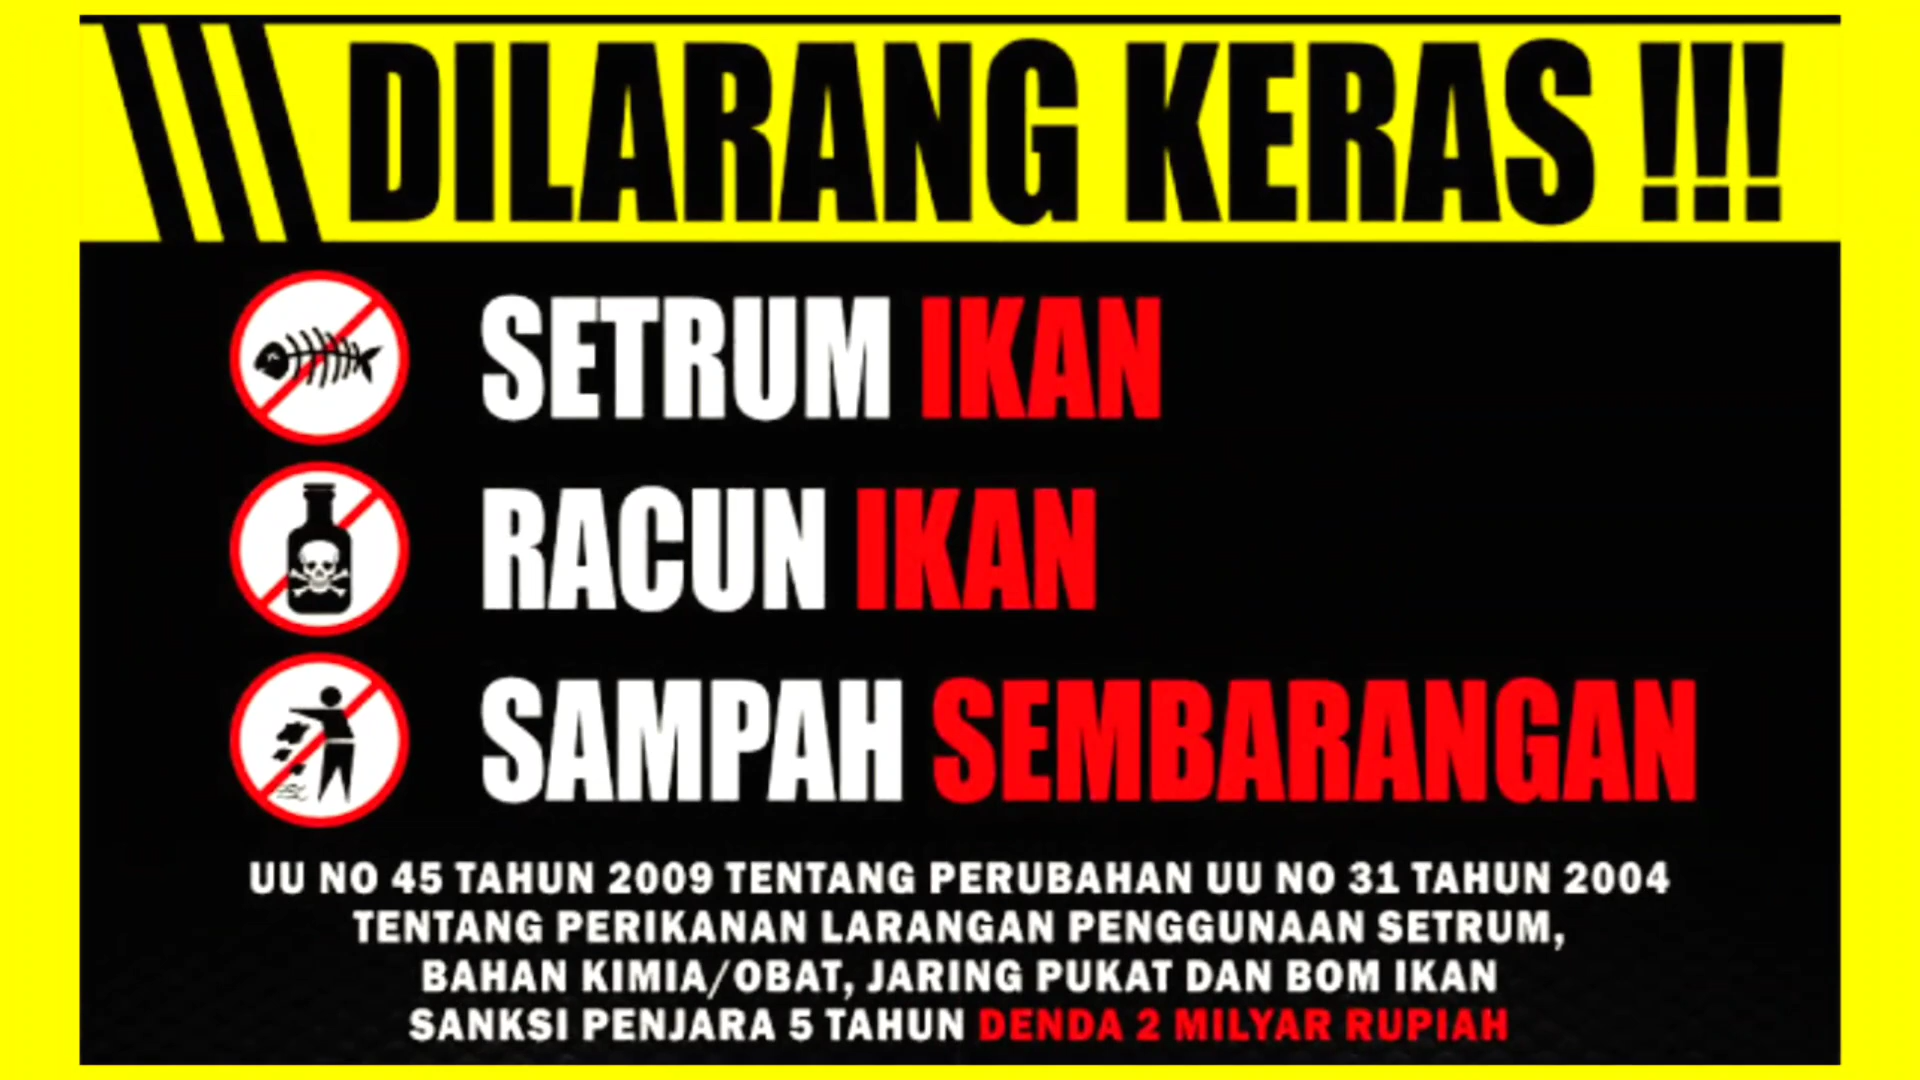 DILARANG KERAS !!!
SETRUM IKAN
RACUN IKAN
SAMPAH SEMBARANGAN
UU NO 45 TAHUN 2009 TENTANG PERUBAHAN UU NO 31 TAHUN 2004
TENTANG PERIKANAN LARANGAN PENGGUNAAN SETRUM,
BAHAN KIMIA/OBAT, JARING PUKAT DAN BOM IKAN
SANKSI PENJARA 5 TAHUN DENDA 2 MILYAR RUPIAH